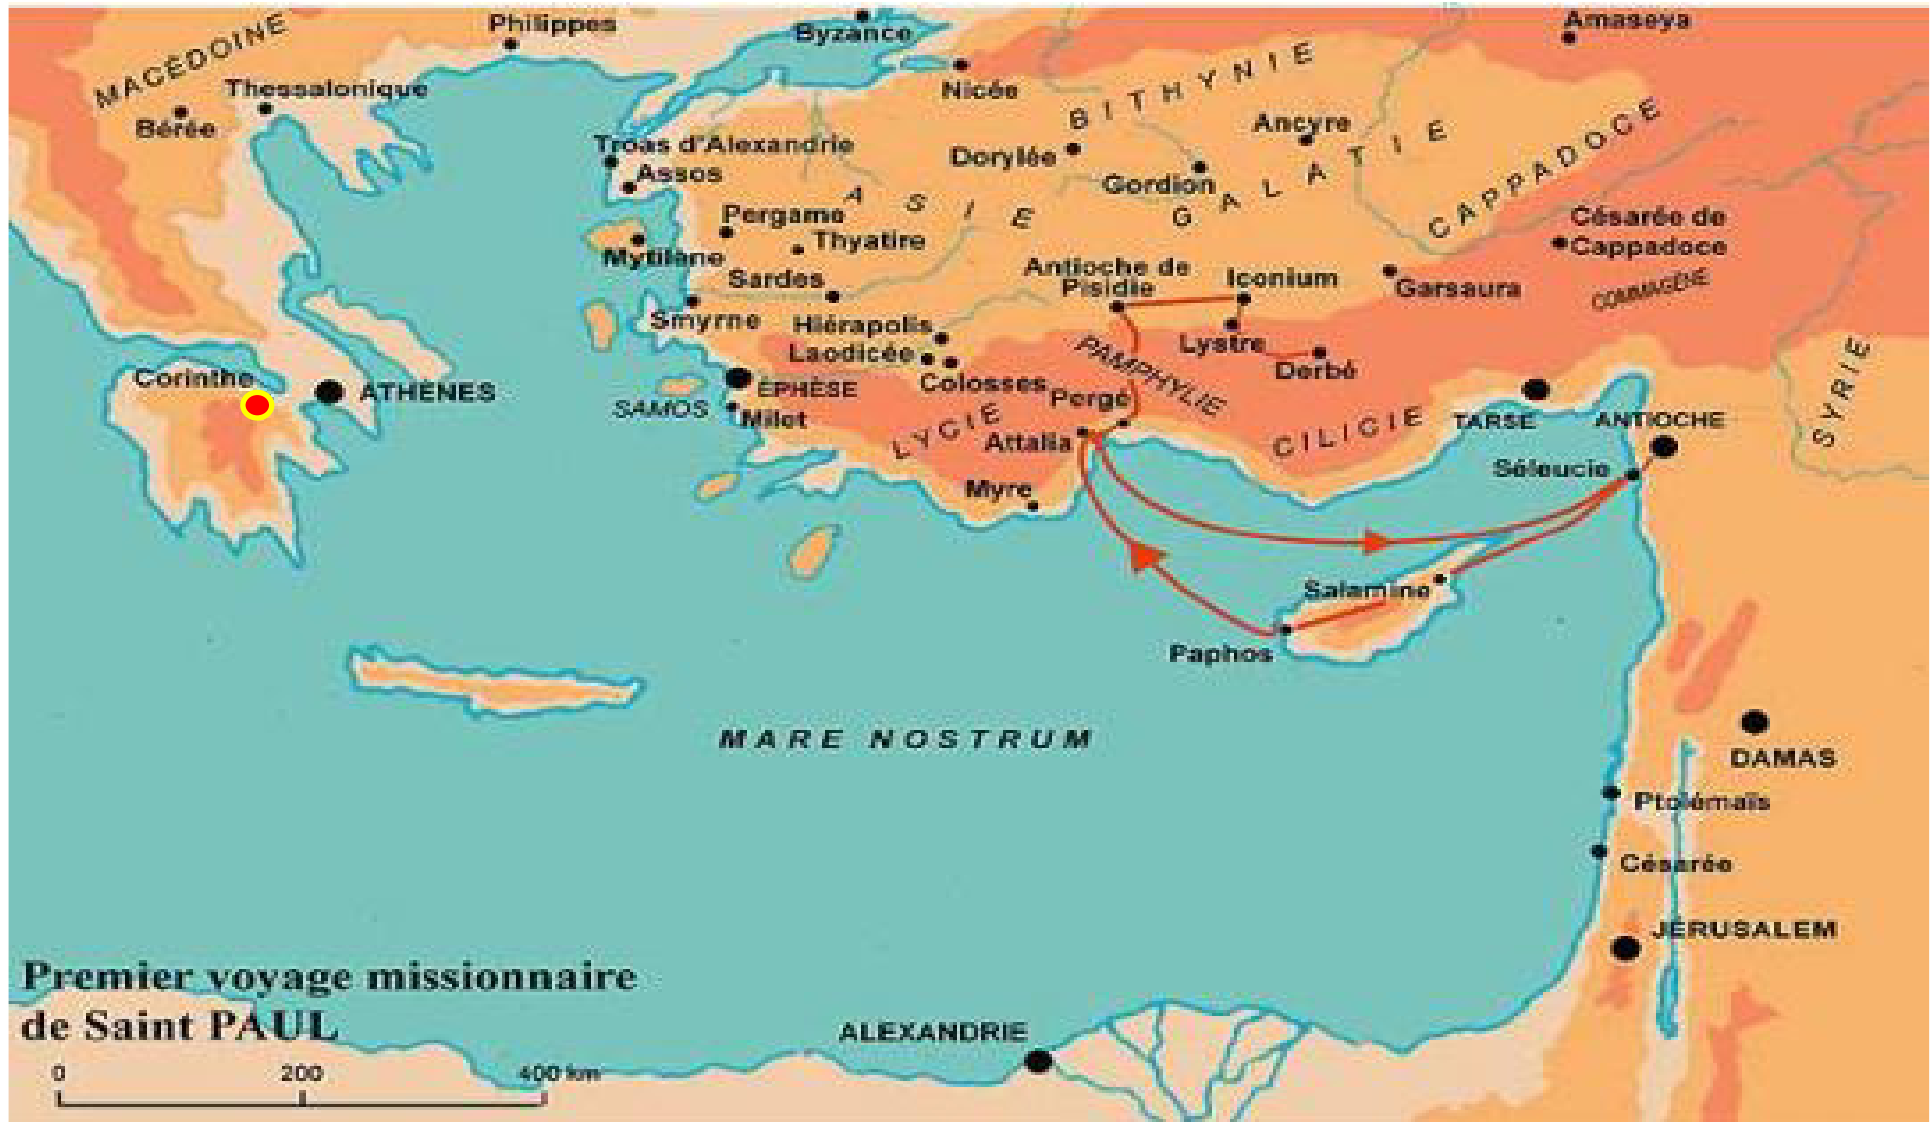 Philippes
Byzance
Amaseya
MACÉDOINE
Thessalonique
Nicée
BITHYNIE
Bérée
Ancyre
Troas d'Alexandrie
Dorylée
GALATIE
CAPPADOCE
Assos
Gordion
ASIE
Pergame
Césarée de
Cappadoce
Thyatire
Mytilène
Antioche de
Pisidie
Sardes
Iconium
Garsaura
COMMAGÈNE
Smyrne
Hiérapolis
Laodicée
Lystre
PAMPHYLIE
Derbé
SYRIE
Corinthe
ATHÈNES
ÉPHÈSE
Colosses
Pergé
SAMOS
Milet
LYCIE
Attalia
CILICIE
TARSE
ANTIOCHE
Séleucie
Myre
Salamine
Paphos
MARE NOSTRUM
DAMAS
Ptolémaïs
Césarée
JÉRUSALEM
Premier voyage missionnaire
de Saint PAUL
ALEXANDRIE
0 200 400 km